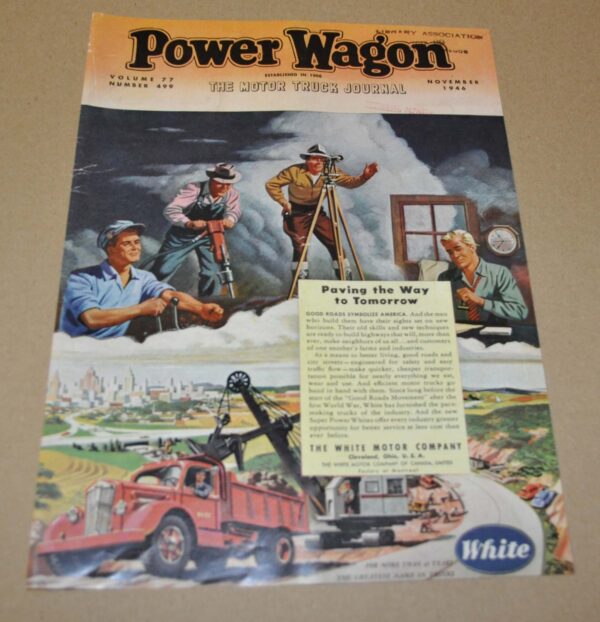 LIBRARY ASSOCIATION
Power Wagon
VOLUME 77
NUMBER 499
ESTABLISHED IN 1906
THE MOTOR TRUCK JOURNAL
NOVEMBER
1946
Paving the Way
to Tomorrow
GOOD ROADS SYMBOLIZE AMERICA. And the men
who build them have their sights set on new
horizons. Their old skills and new techniques
are ready to build highways that will, more than
ever, make neighbors of us all... and customers
of one another's farms and industries.
As a means to better living, good roads and
city streets—engineered for safety and easy
traffic flow—make quicker, cheaper transpor-
tation possible for nearly everything we eat,
wear and use. And efficient motor trucks go
hand in hand with them. Since long before the
start of the "Good Roads Movement" after the
first World War, White has furnished the pace-
setting trucks of the industry. And the new
Super Power Whites offer every industry greater
opportunity for better service at less cost than
ever before.
THE WHITE MOTOR COMPANY
Cleveland, Ohio, U. S. A.
THE WHITE MOTOR COMPANY OF CANADA, LIMITED
Factory at Montreal
White
FOR MORE THAN 45 YEARS
THE GREATEST NAME IN TRUCKS